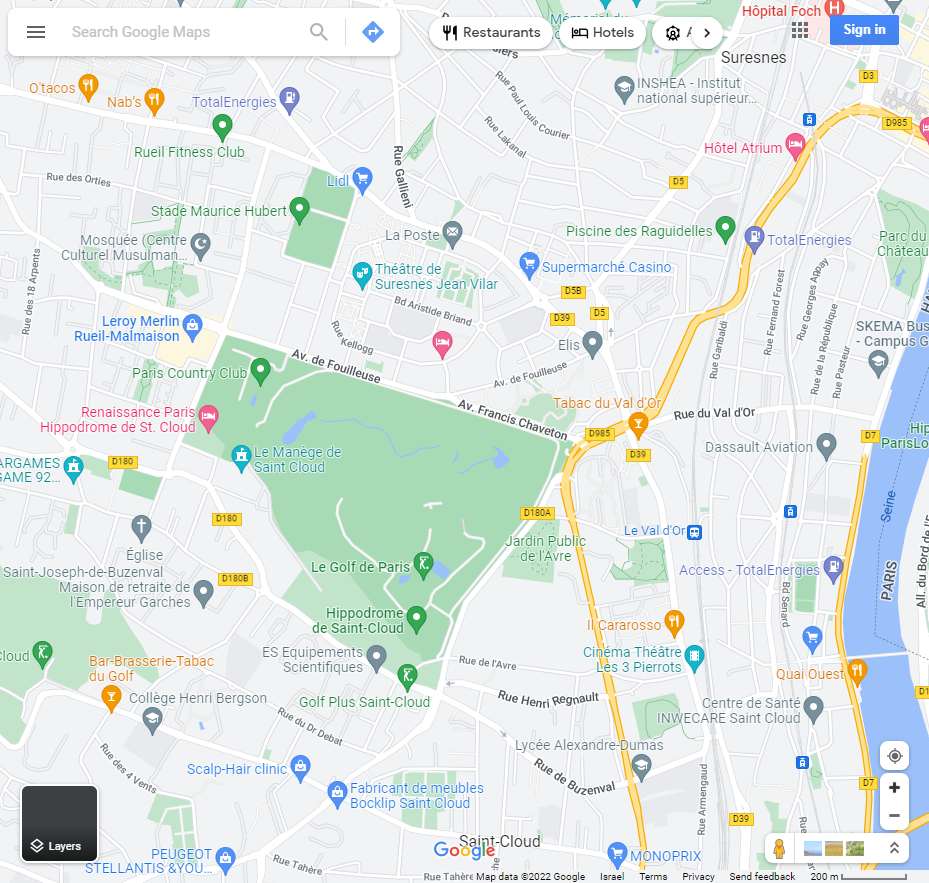 Search Google Maps
Restaurants
Hotels
Sign in
Hôpital Foch
Mémorial du
Suresnes
INSHEA - Institut
national supérieur...
Rue Paul Louis Courier
Rue Lakanal
D3
D985
O'tacos
Nab's
TotalEnergies
Rueil Fitness Club
Hôtel Atrium
Rue Gallieni
Rue des Orties
Lidl
D5
Stade Maurice Hubert
Mosquée (Centre
Culturel Musulman...
La Poste
Piscine des Raguidelles
TotalEnergies
Parc du
Château
Théâtre de
Suresnes Jean Vilar
Supermarché Casino
D5B
Rue des 18 Arpents
Bd Aristide Briand
D39
D5
Rue Fernand Forest
Rue Georges Appay
Rue de la République
Rue Pasteur
Rue Garibaldi
Leroy Merlin
Rueil-Malmaison
Rue Kellogg
Elis
SKEMA Bus
- Campus G
Av. de Fouilleuse
Av. de Fouilleuse
Paris Country Club
Renaissance Paris
Hippodrome de St. Cloud
Av. Francis Chaveton
Tabac du Val d'Or
Rue du Val d'Or
D985
D39
D7
Dassault Aviation
Hip
ParisLo
Le Manège de
Saint Cloud
ARGAMES
GAME 92...
D180
D180
D180A
Seine
Le Val d'Or
Jardin Public
de l'Avre
Église
Saint-Joseph-de-Buzenval
Le Golf de Paris
Access - TotalEnergies
PARIS
All. du Bord de l'E
D180B
Maison de retraite de
l'Empereur Garches
Bd Senard
Hippodrome
de Saint-Cloud
Il Cararosso
Cloud
ES Equipements
Scientifiques
Rue de l'Avre
Cinéma Théâtre
Les 3 Pierrots
Quai Ouest
Bar-Brasserie-Tabac
du Golf
Collège Henri Bergson
Golf Plus Saint-Cloud
Rue Henri Regnault
Centre de Santé
INWECARE Saint Cloud
Rue du Dr Debat
Lycée Alexandre-Dumas
Rue des 4 Vents
Scalp-Hair clinic
Rue de Buzenval
Rue Armengaud
D7
Fabricant de meubles
Bocklip Saint Cloud
D39
Layers
Saint-Cloud
Google
PEUGEOT
STELLANTIS &YOU...
Rue Tahère
Rue Tahère
MONOPRIX
Map data ©2022 Google
Israel
Terms
Privacy
Send feedback
200 m